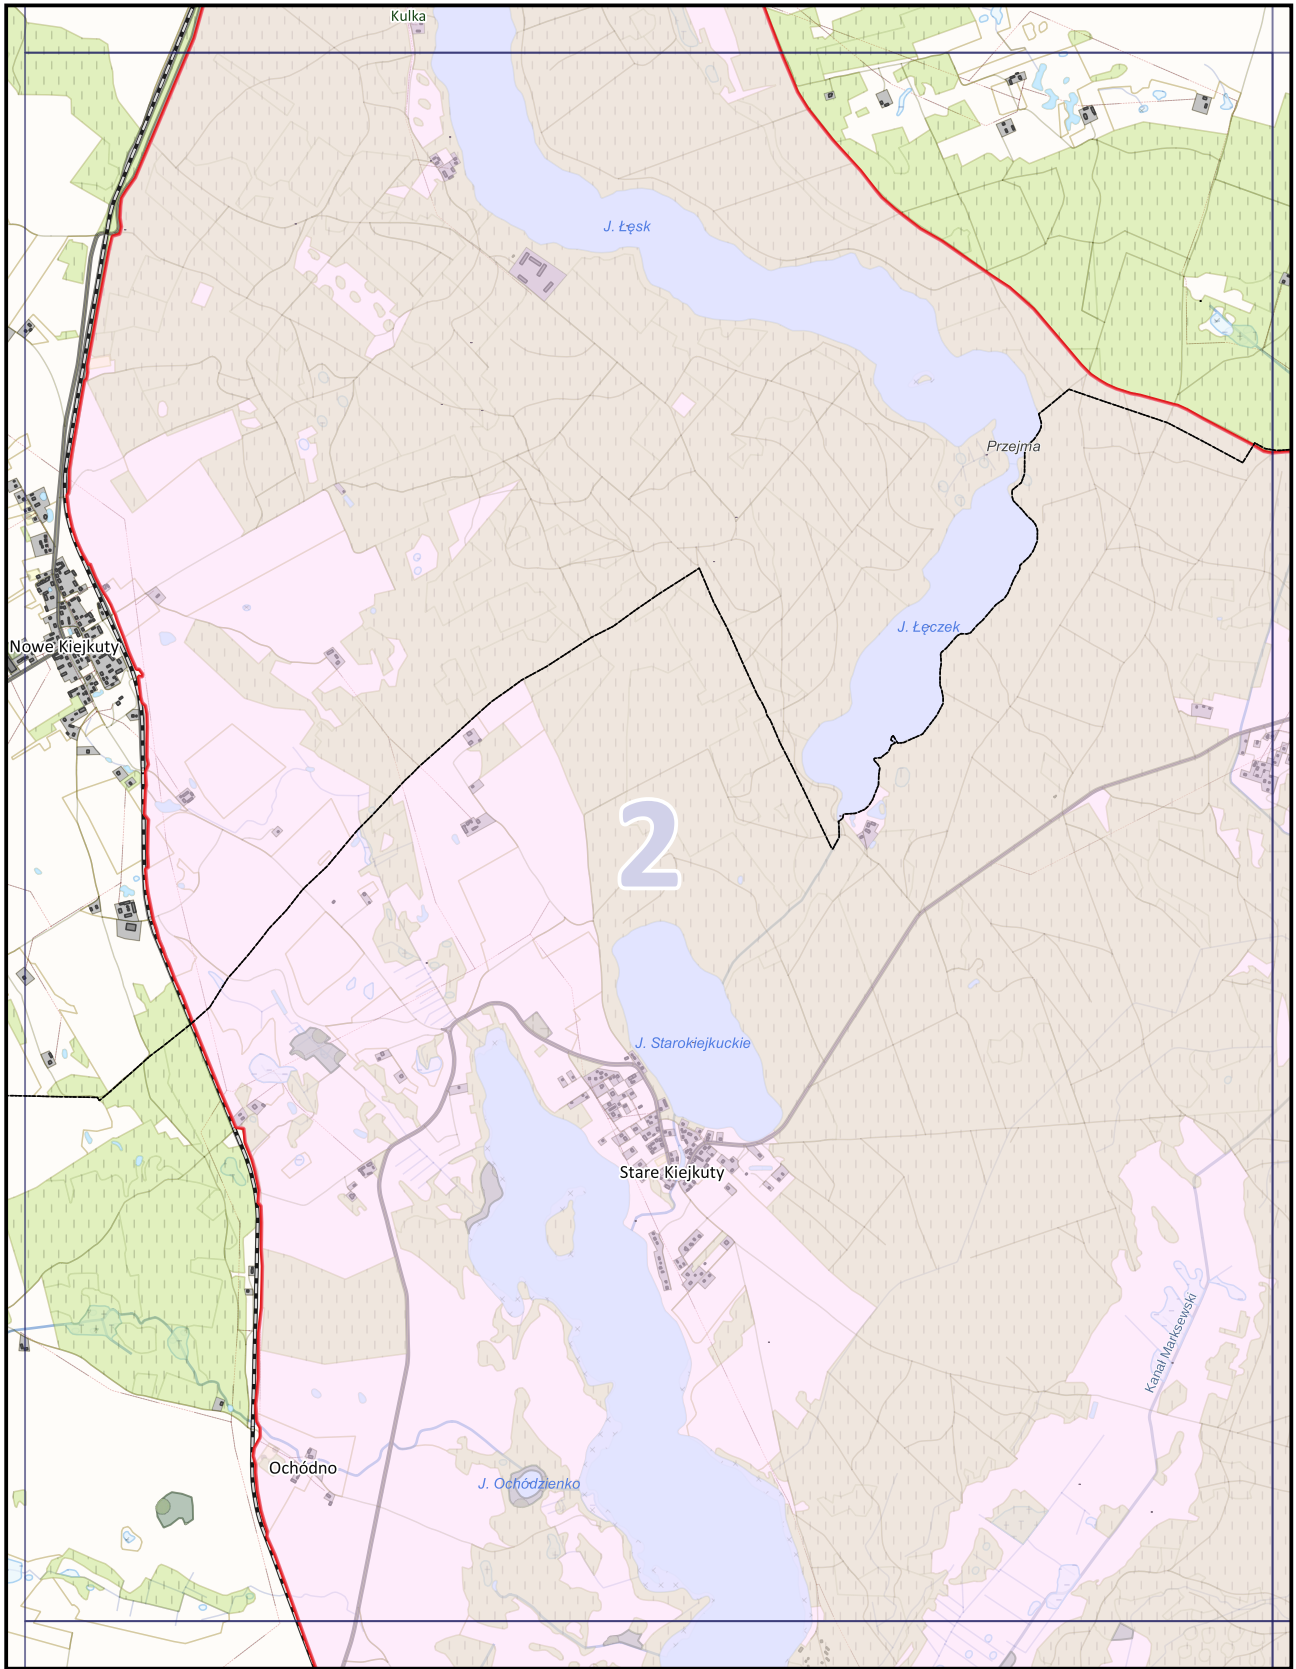 Kulka
J. Łęsk
Przejma
J. Łęczek
Nowe Kiejkuty
2
J. Starokiejkuckie
Stare Kiejkuty
Kanał Marksewski
Ochódno
J. Ochódzienko